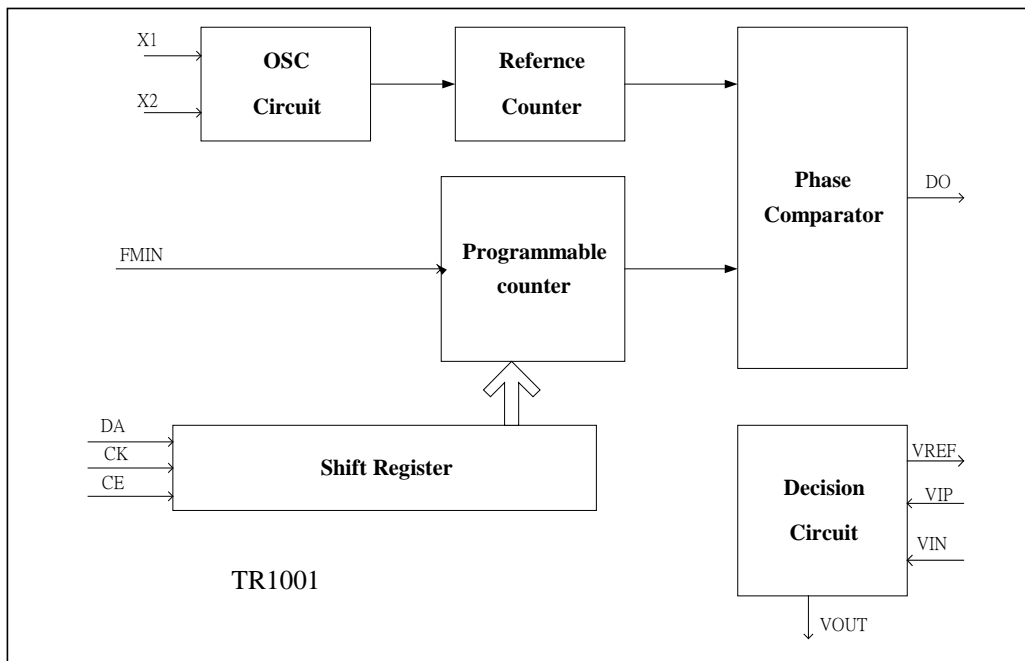 X1
X2
OSC
Circuit
Refernce
Counter
Phase
Comparator
DO
FMIN
Programmable
counter
DA
CK
CE
Shift Register
Decision
Circuit
VREF
VIP
VIN
VOUT
TR1001